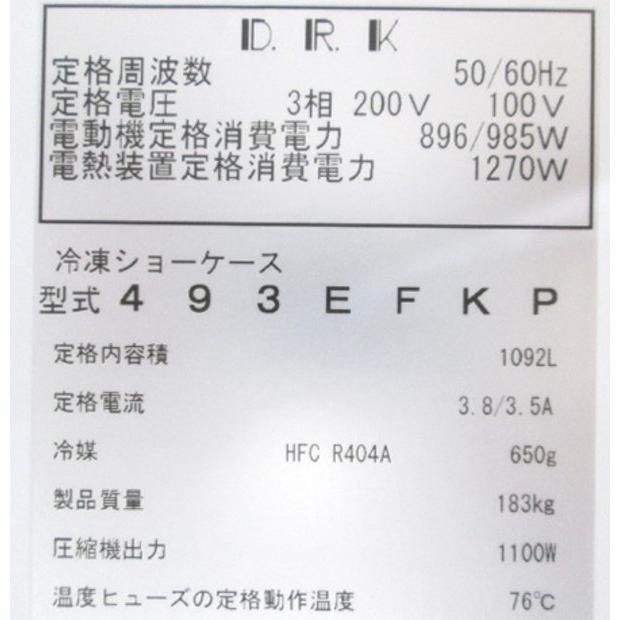 D. R. K
定格周波数 50/60Hz
定格電圧 3相 200V 100V
電動機定格消費電力 896/985W
電熱装置定格消費電力 1270W
冷凍ショーケース
型式 493EFKP
定格内容積 1092L
定格電流 3.8/3.5A
冷媒 HFC R404A 650g
製品質量 183kg
圧縮機出力 1100W
温度ヒューズの定格動作温度 76℃